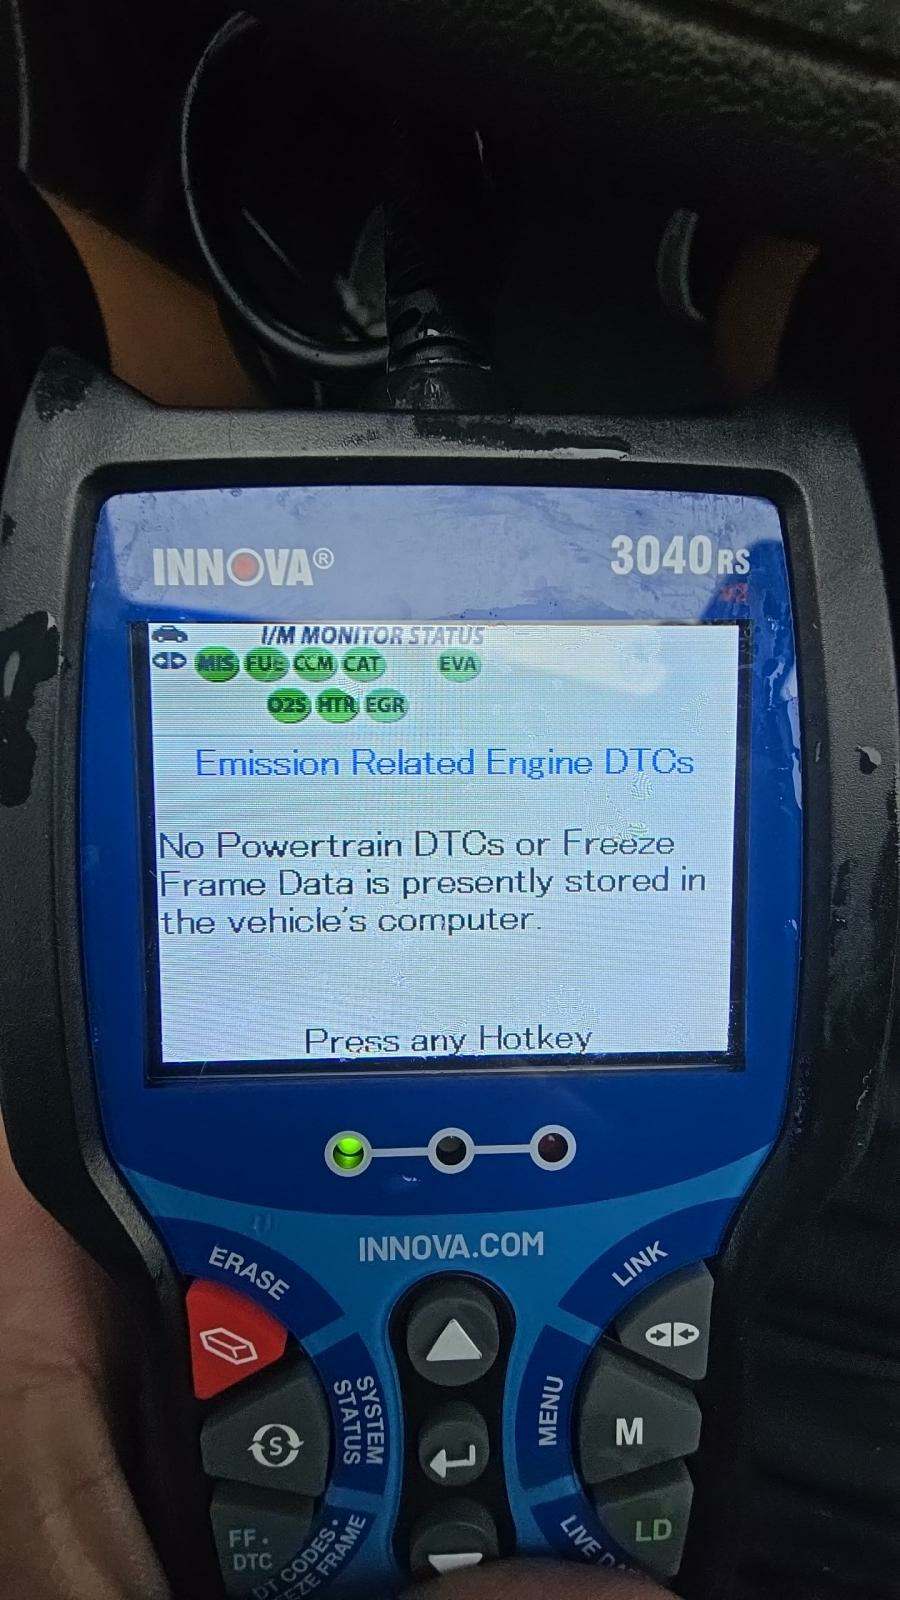 INNOVA®
3040RS
v2
I/M MONITOR STATUS
MIS FUE CCM CAT EVA
O2S HTR EGR
Emission Related Engine DTCs
No Powertrain DTCs or Freeze
Frame Data is presently stored in
the vehicle's computer.
Press any Hotkey
INNOVA.COM
ERASE
LINK
SYSTEM
STATUS
S
MENU
M
FF•
DTC
LIVE
LD